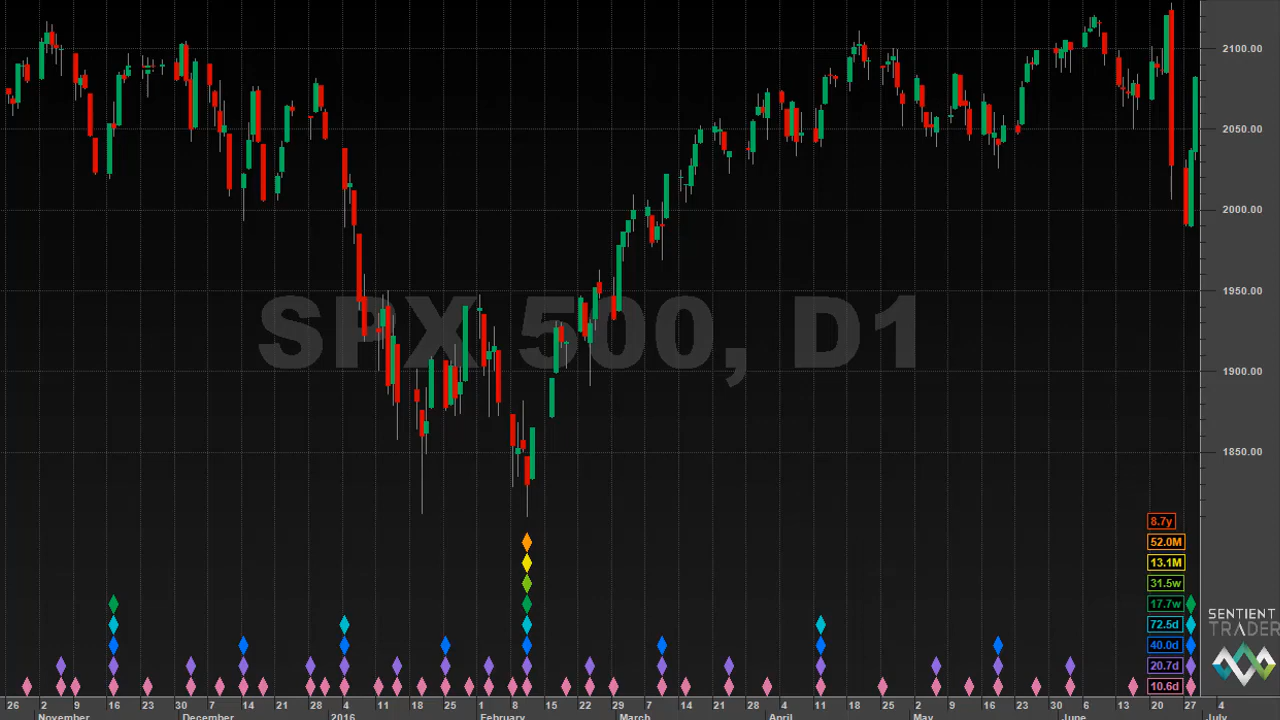 2100.00
2050.00
2000.00
1950.00
SPX 500, D1
1900.00
1850.00
8.7y
52.0M
13.1M
31.5w
17.7w
72.5d
40.0d
20.7d
10.6d
SENTIENT
TRADER
26 2 9 16 23 30 7 14 21 28 4 11 18 25 1 8 15 22 29 7 14 21 28 4 11 18 25 2 9 16 23 30 6 13 20 27 4
November December 2016 February March April May June July